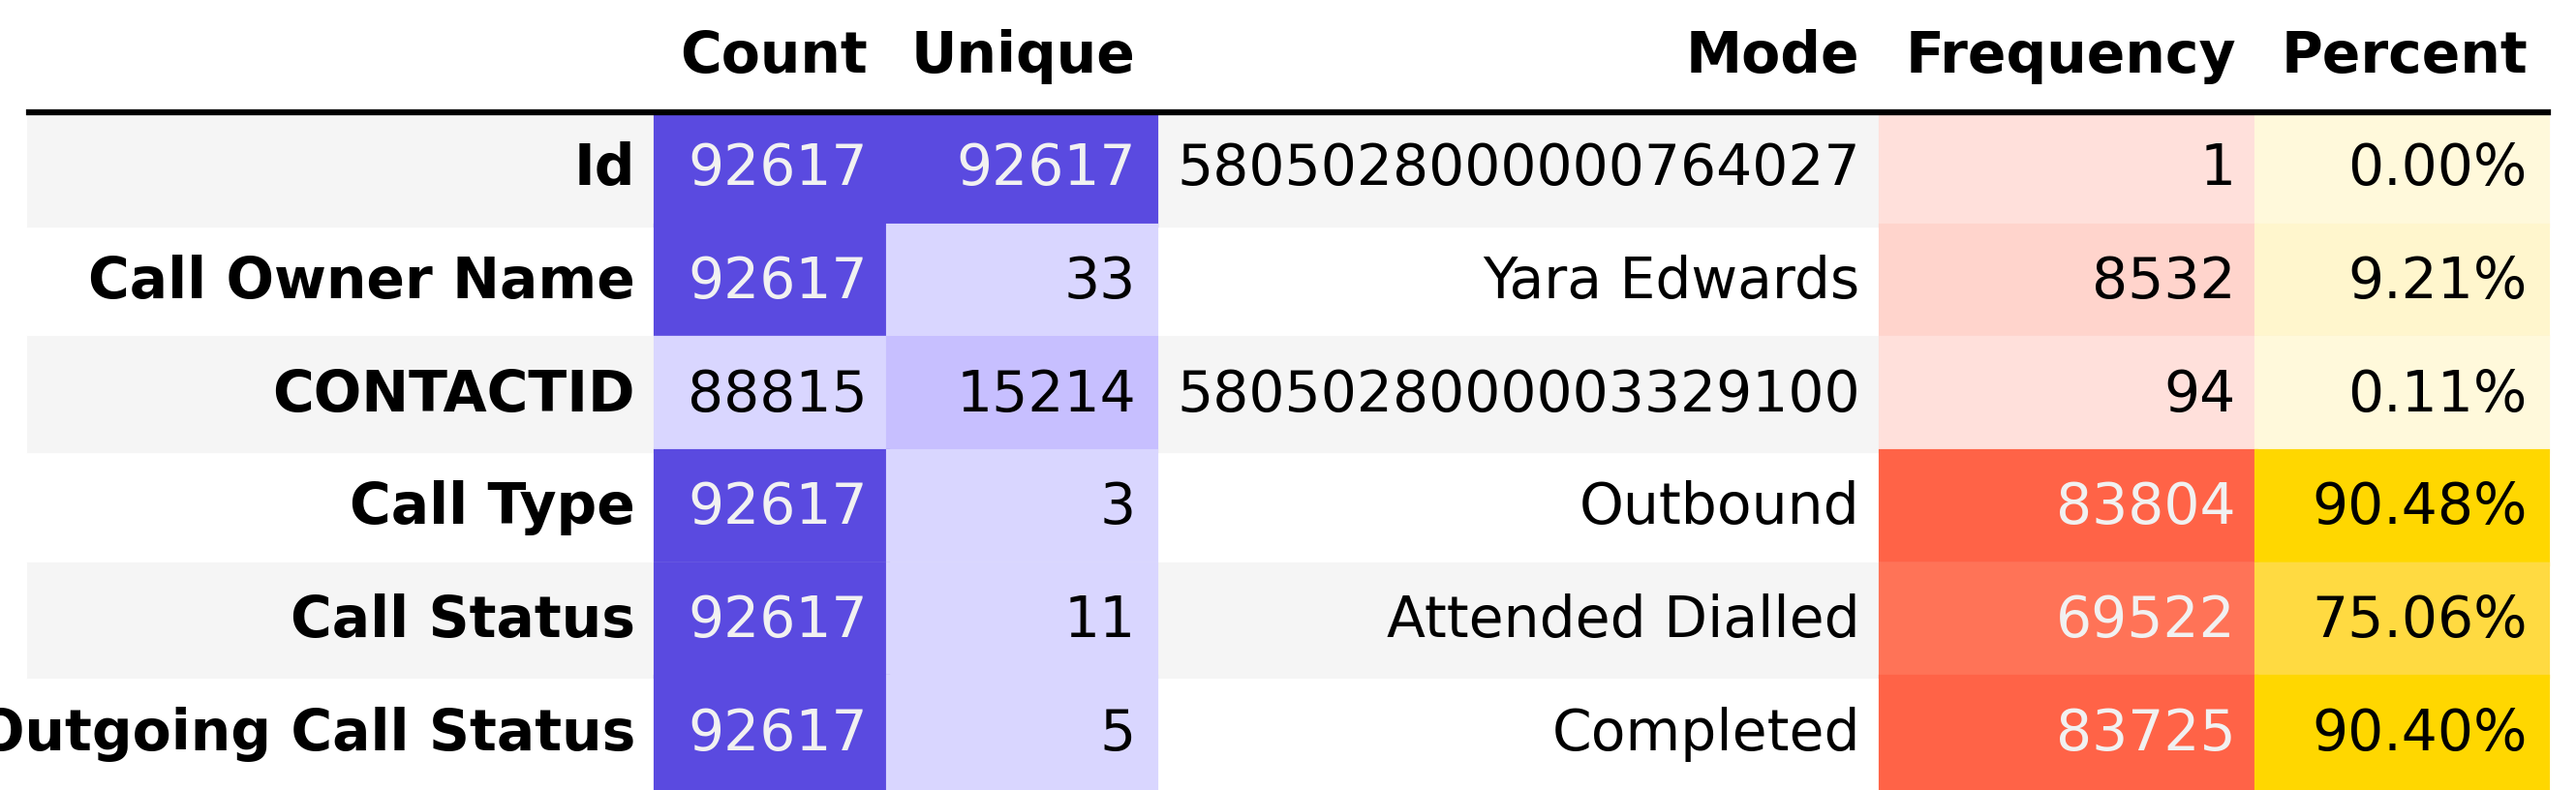 Count Unique Mode Frequency Percent
Id 92617 92617 5805028000000764027 1 0.00%
Call Owner Name 92617 33 Yara Edwards 8532 9.21%
CONTACTID 88815 15214 5805028000003329100 94 0.11%
Call Type 92617 3 Outbound 83804 90.48%
Call Status 92617 11 Attended Dialled 69522 75.06%
Outgoing Call Status 92617 5 Completed 83725 90.40%